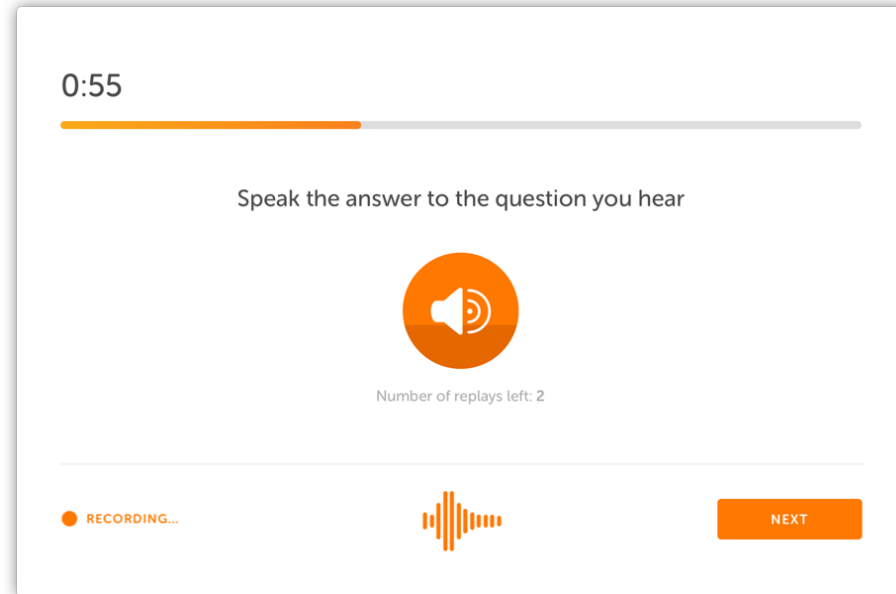 0:55
Speak the answer to the question you hear
Number of replays left: 2
RECORDING...
NEXT